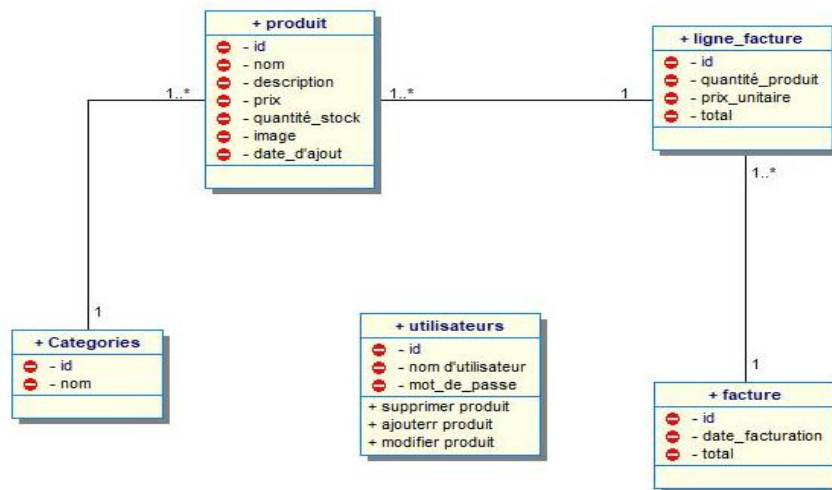 + produit
- id
- nom
- description
- prix
- quantité_stock
- image
- date_d'ajout
1..*
1..*
1
+ ligne_facture
- id
- quantité_produit
- prix_unitaire
- total
1..*
1
+ Categories
- id
- nom
+ utilisateurs
- id
- nom d'utilisateur
- mot_de_passe
+ supprimer produit
+ ajouterr produit
+ modifier produit
1
+ facture
- id
- date_facturation
- total